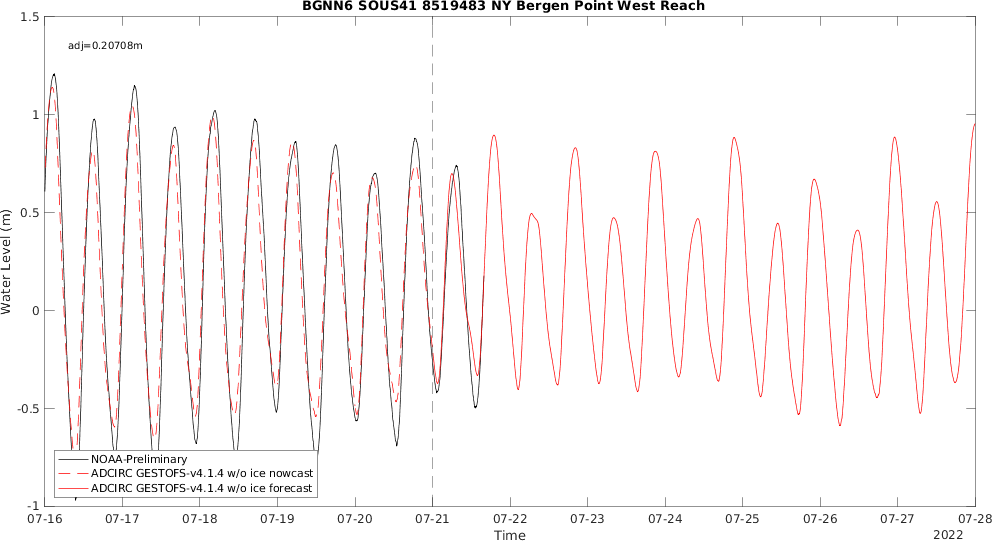 BGNN6 SOUS41 8519483 NY Bergen Point West Reach
1.5
adj=0.20708m
1
0.5
0
-0.5
-1
Water Level (m)
NOAA-Preliminary
ADCIRC GESTOFS-v4.1.4 w/o ice nowcast
ADCIRC GESTOFS-v4.1.4 w/o ice forecast
07-16 07-17 07-18 07-19 07-20 07-21 07-22 07-23 07-24 07-25 07-26 07-27 07-28
Time
2022